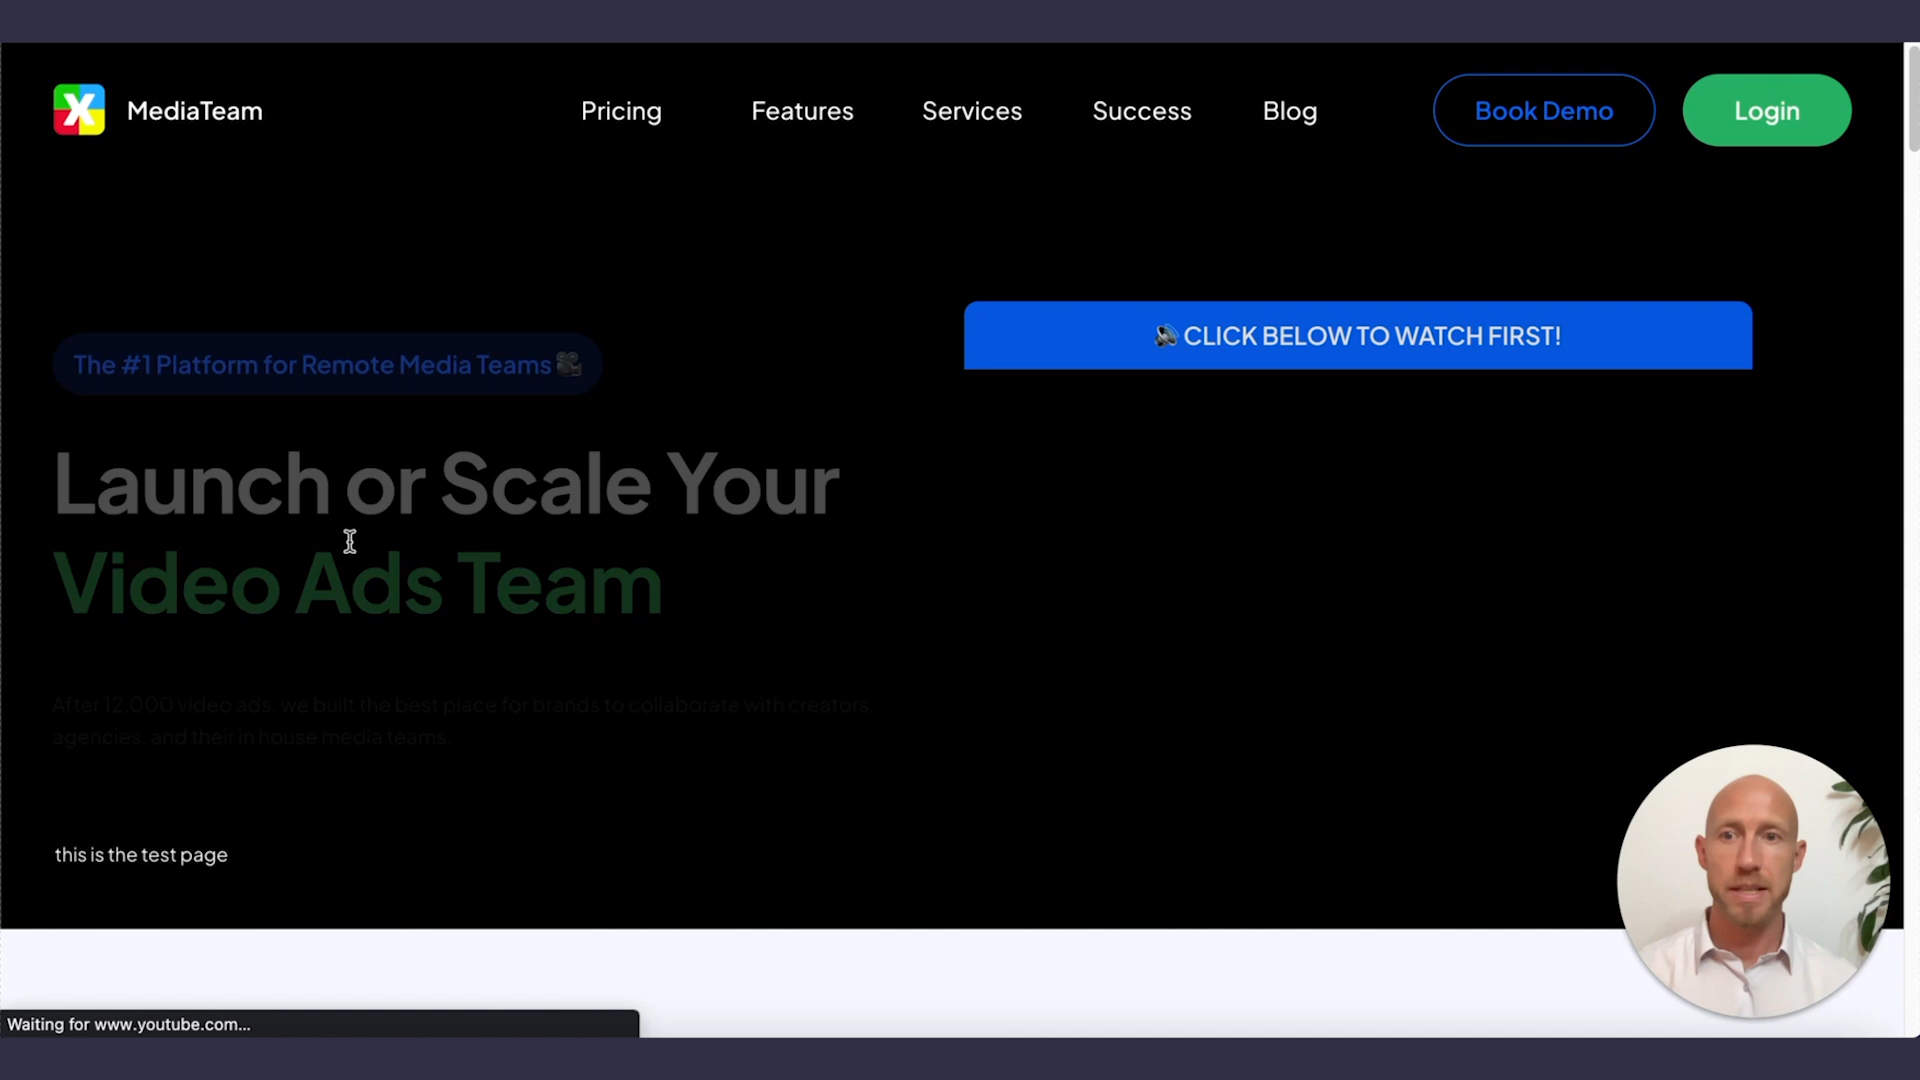 X MediaTeam Pricing Features Services Success Blog Book Demo Login
🔊 CLICK BELOW TO WATCH FIRST!
The #1 Platform for Remote Media Teams 🎥
Launch or Scale Your
Video Ads Team
After 12,000 video ads, we built the best place for brands to collaborate with creators,
agencies, and their in house media teams.
this is the test page
Waiting for www.youtube.com...